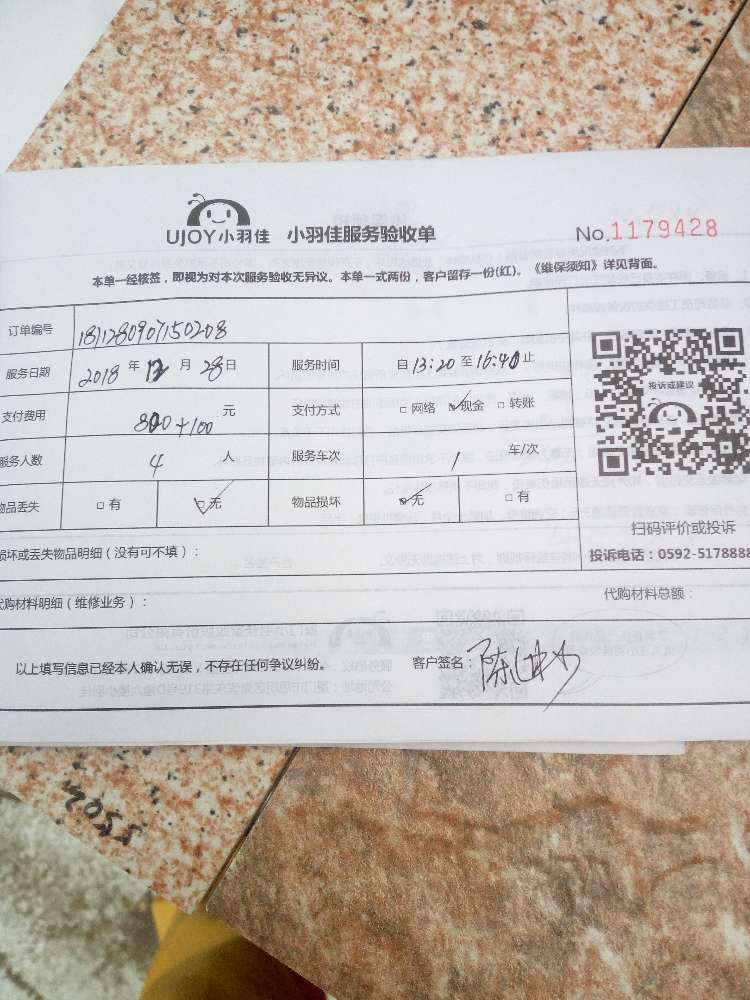 UJOY小羽佳 小羽佳服务验收单 No.1179428
本单一经核签，即视为对本次服务验收无异议。本单一式两份，客户留存一份(红)。《维保须知》详见背面。
订单编号 1811280907150208
服务日期 2018 年 12 月 28 日 服务时间 自 13:20 至 16:40 止
支付费用 800+100 元 支付方式 □ 网络 ☑ 现金 □ 转账
服务人数 4 人 服务车次 1 车/次
物品丢失 □ 有 ☑ 无 物品损坏 ☑ 无 □ 有
投诉或建议
扫码评价或投诉
投诉电话：0592-5178888
损坏或丢失物品明细（没有可不填）：
代购材料明细（维修业务）： 代购材料总额：
以上填写信息已经本人确认无误，不存在任何争议纠纷。 客户签名：陈